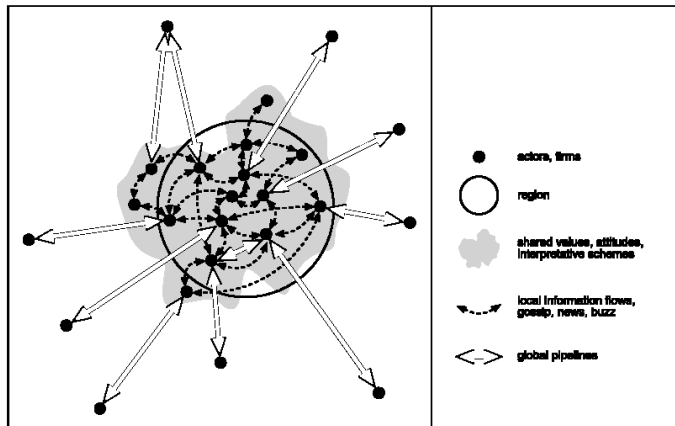 actors, firms
region
shared values, attitudes,
interpretative schemes
local information flows,
gossip, news, buzz
global pipelines